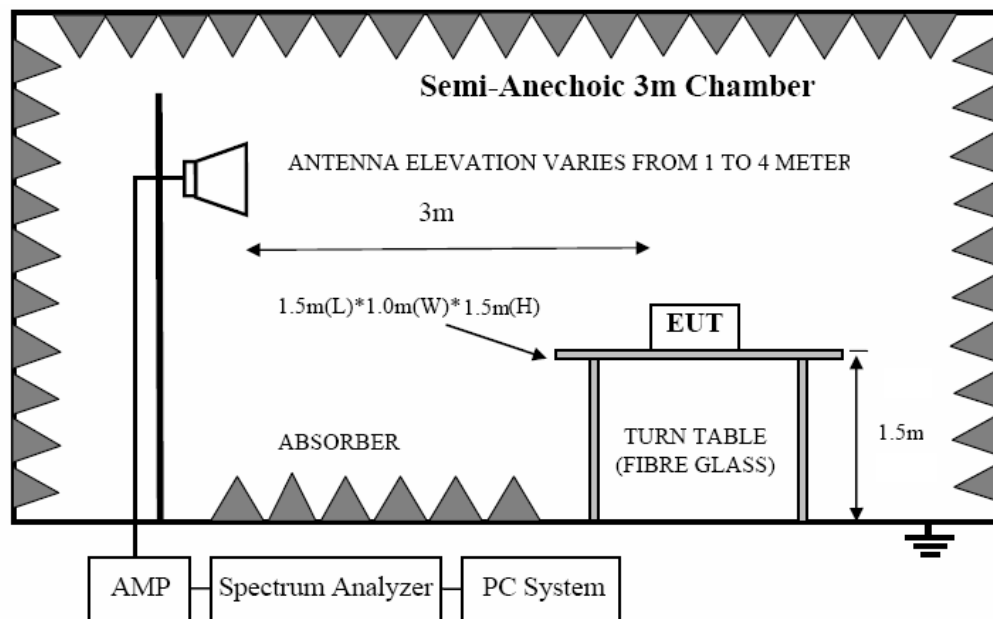 Semi-Anechoic 3m Chamber
ANTENNA ELEVATION VARIES FROM 1 TO 4 METER
3m
1.5m(L)*1.0m(W)*1.5m(H)
EUT
ABSORBER
TURN TABLE
(FIBRE GLASS)
1.5m
AMP
Spectrum Analyzer
PC System